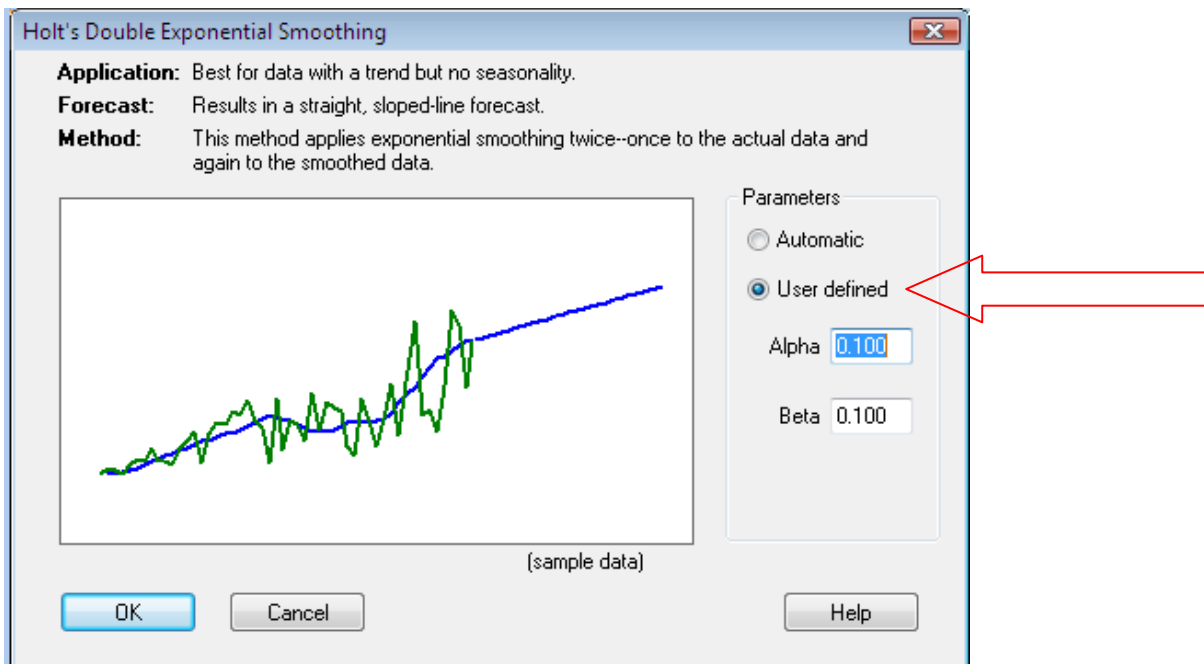 Holt's Double Exponential Smoothing
Application: Best for data with a trend but no seasonality.
Forecast: Results in a straight, sloped-line forecast.
Method: This method applies exponential smoothing twice--once to the actual data and
again to the smoothed data.
Parameters
Automatic
User defined
Alpha 0.100
Beta 0.100
(sample data)
OK Cancel Help